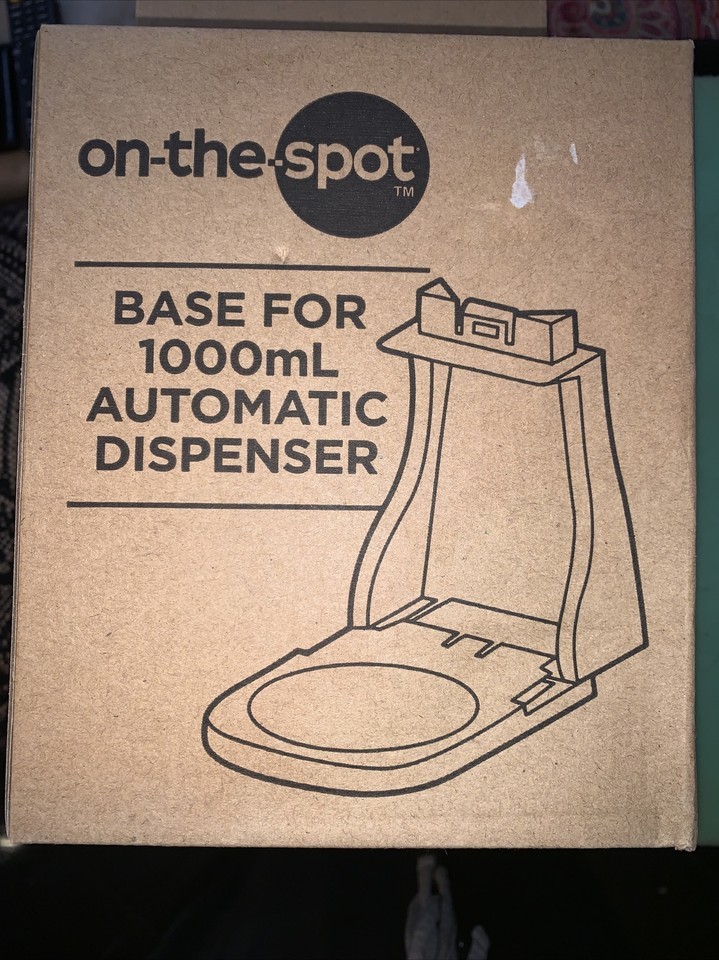 on-the-spot
TM
BASE FOR
1000mL
AUTOMATIC
DISPENSER